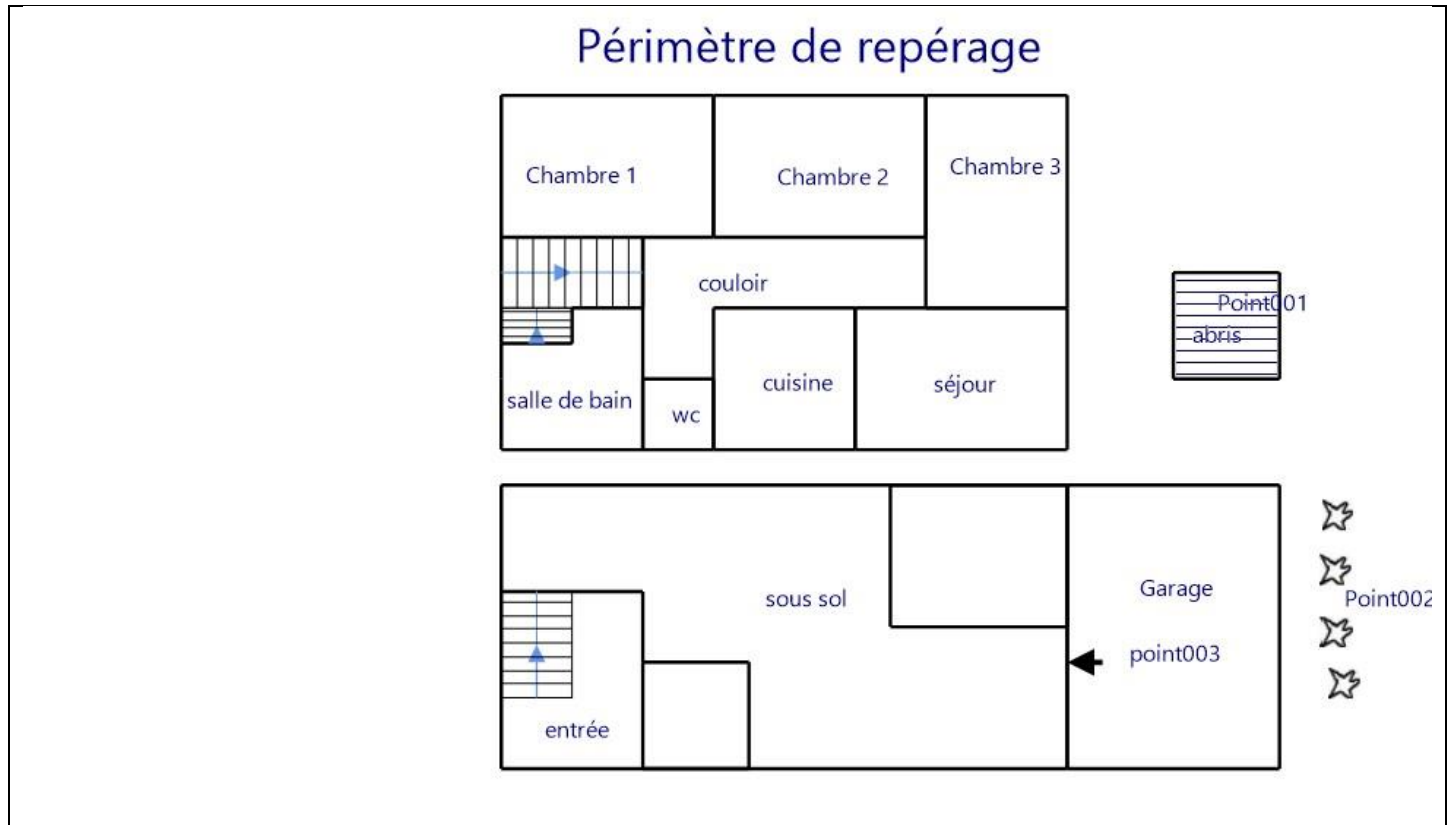 Périmètre de repérage
Chambre 1
Chambre 2
Chambre 3
couloir
Point001
abris
salle de bain
wc
cuisine
séjour
sous sol
Garage
Point002
point003
entrée